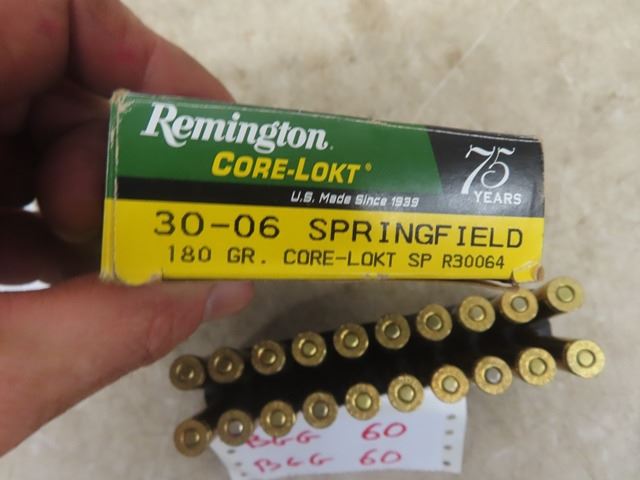 Remington
CORE-LOKT®
U.S. Made Since 1939
75
YEARS
30-06 SPRINGFIELD
180 GR. CORE-LOKT SP R30064
BGG 60
BGG 60